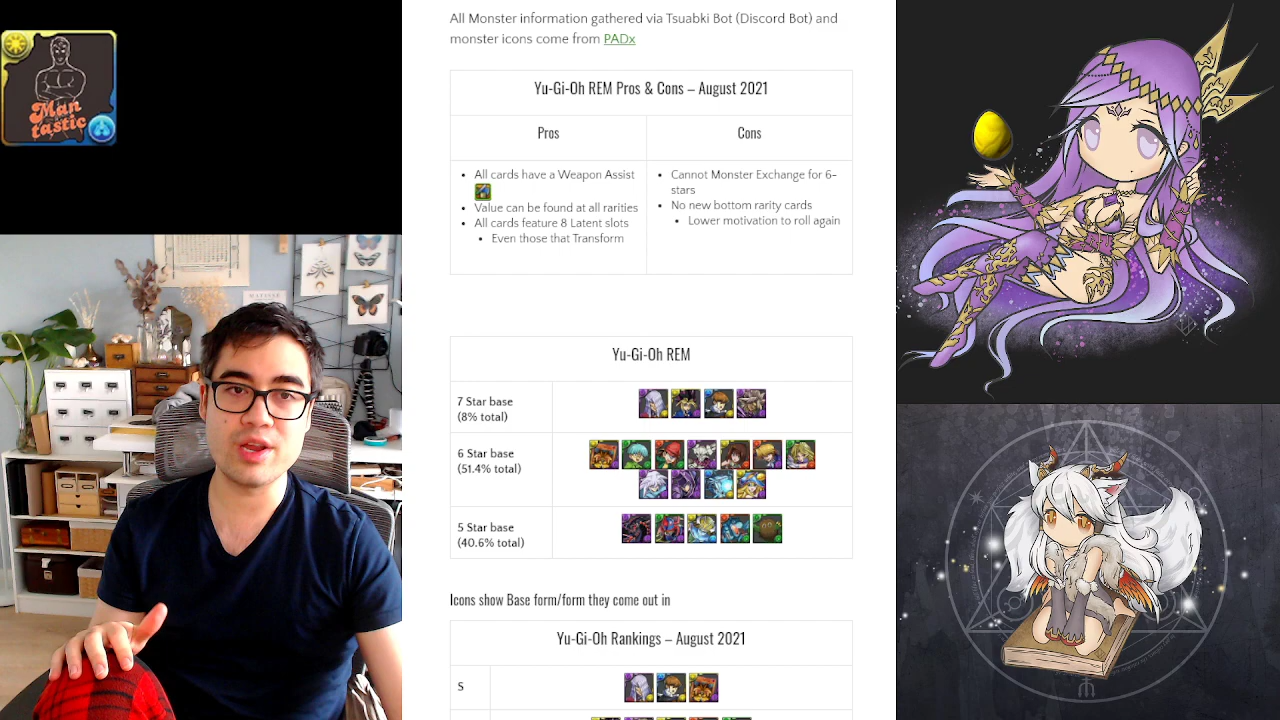 Man
tastic
All Monster information gathered via Tsuabki Bot (Discord Bot) and
monster icons come from PADx
Yu-Gi-Oh REM Pros & Cons – August 2021
Pros
Cons
All cards have a Weapon Assist
Value can be found at all rarities
All cards feature 8 Latent slots
Even those that Transform
Cannot Monster Exchange for 6-
stars
No new bottom rarity cards
Lower motivation to roll again
Yu-Gi-Oh REM
7 Star base
(8% total)
6 Star base
(51.4% total)
5 Star base
(40.6% total)
Icons show Base form/form they come out in
Yu-Gi-Oh Rankings – August 2021
S